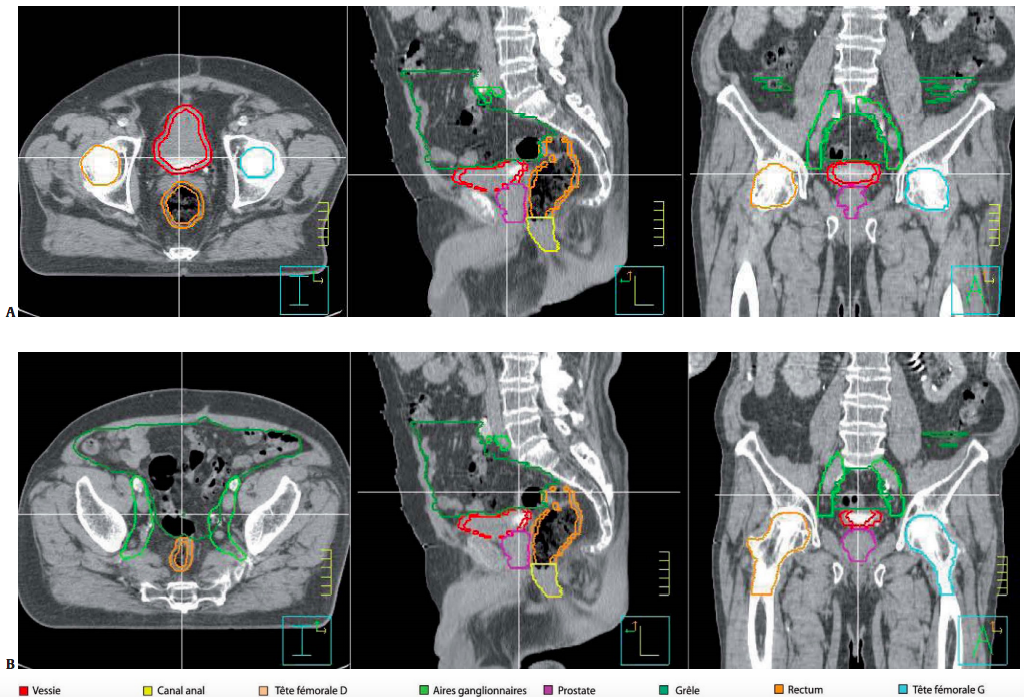 A
B
Vessie Canal anal Tête fémorale D Aires ganglionnaires Prostate Grêle Rectum Tête fémorale G